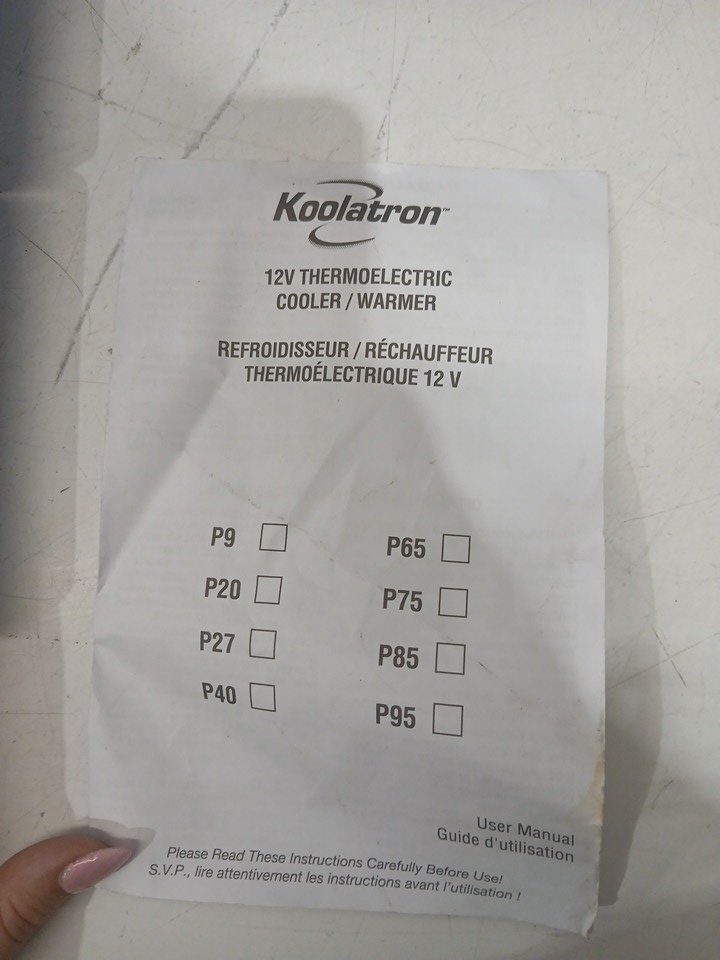 Koolatron™
12V THERMOELECTRIC
COOLER / WARMER
REFROIDISSEUR / RÉCHAUFFEUR
THERMOÉLECTRIQUE 12 V
P9
P20
P27
P40
P65
P75
P85
P95
User Manual
Guide d'utilisation
Please Read These Instructions Carefully Before Use!
S.V.P., lire attentivement les instructions avant l'utilisation !